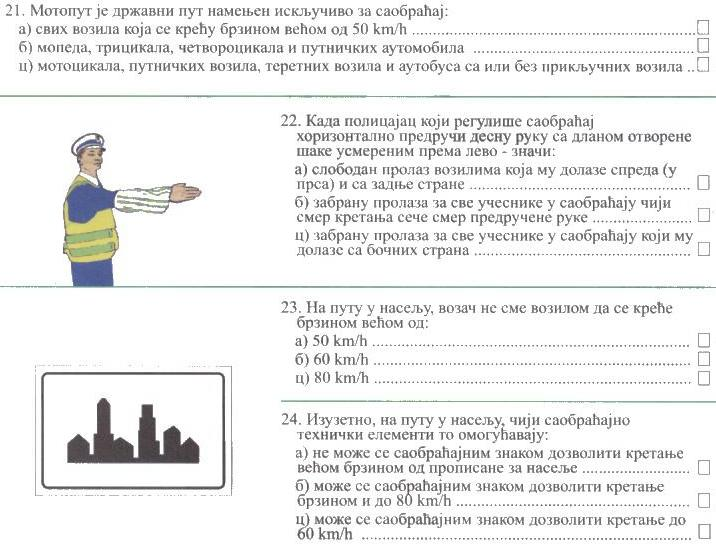 21. Мотопут је државни пут намењен искључиво за саобраћај:
а) свих возила која се крећу брзином већом од 50 km/h
б) мопеда, трицикала, четвороцикала и путничких аутомобила
ц) мотоцикала, путничких возила, теретних возила и аутобуса са или без прикључних возила
22. Када полицајац који регулише саобраћај
хоризонтално предручи десну руку са дланом отворене
шаке усмереним према лево - значи:
а) слободан пролаз возилима која му долазе спреда (у
прса) и са задње стране
б) забрану пролаза за све учеснике у саобраћају чији
смер кретања сече смер предручене руке
ц) забрану пролаза за све учеснике у саобраћају који му
долазе са бочних страна
23. На путу у насељу, возач не сме возилом да се креће
брзином већом од:
а) 50 km/h
б) 60 km/h
ц) 80 km/h
24. Изузетно, на путу у насељу, чији саобраћајно
технички елементи то омогућавају:
а) не може се саобраћајним знаком дозволити кретање
већом брзином од прописане за насеље
б) може се саобраћајним знаком дозволити кретање
брзином и до 80 km/h
ц) може се саобраћајним знаком дозволити кретање до
60 km/h